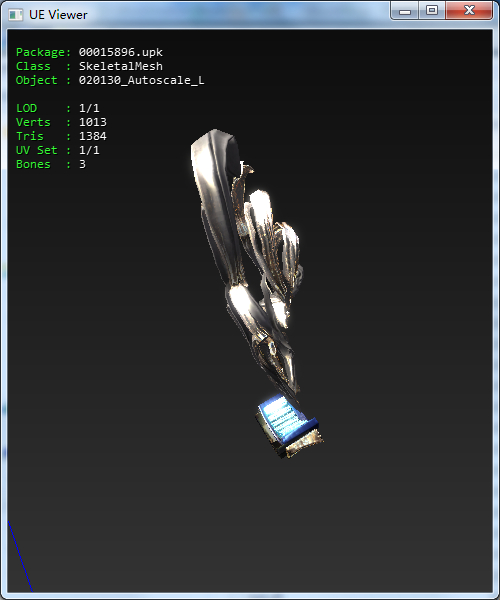 UE Viewer
Package: 00015896.upk
Class : SkeletalMesh
Object : 020130_Autoscale_L
LOD : 1/1
Verts : 1013
Tris : 1384
UV Set : 1/1
Bones : 3